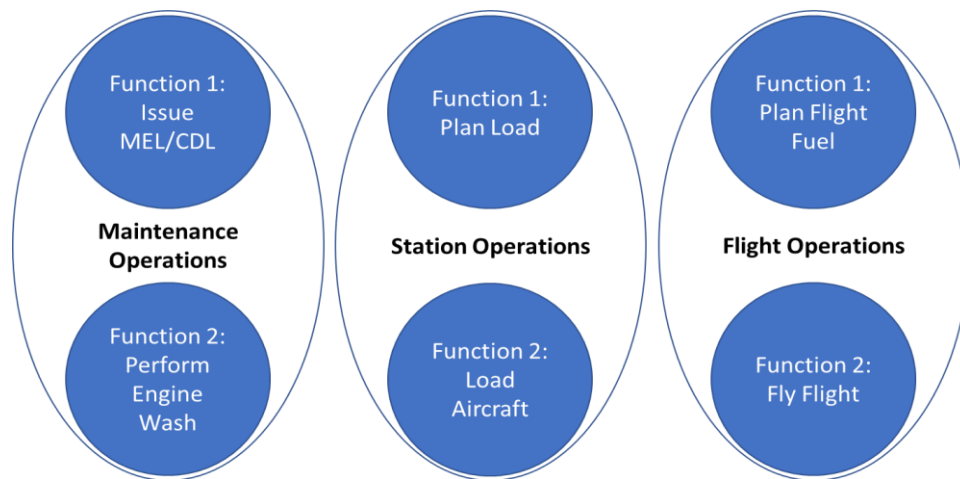 Function 1:
Issue
MEL/CDL
Maintenance
Operations
Function 2:
Perform
Engine
Wash
Function 1:
Plan Load
Station Operations
Function 2:
Load
Aircraft
Function 1:
Plan Flight
Fuel
Flight Operations
Function 2:
Fly Flight